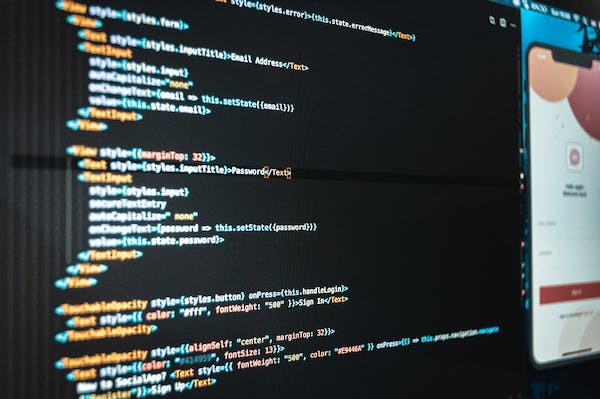 <View style={styles.form}>
style={styles.error}>{this.state.errorMessage}</Text>}
<View>
<Text style={styles.inputTitle}>Email Address</Text>
<TextInput
style={styles.input}
autoCapitalize="none"
onChangeText={email => this.setState({email})}
value={this.state.email}>
</TextInput>
</View>
<View style={{marginTop: 32}}>
<Text style={styles.inputTitle}>Password</Text>
<TextInput
style={styles.input}
secureTextEntry
autoCapitalize=" none"
onChangeText={password => this.setState({password})}
value={this.state.password}>
</TextInput>
</View>
</View>
<TouchableOpacity style={styles.button} onPress={this.handleLogin}>
<Text style={{ color: "#fff", fontWeight: "500" }}>Sign In</Text>
</TouchableOpacity>
<TouchableOpacity style={{alignSelf: "center", marginTop: 32}}>
<Text style={{color: "#414959", fontSize: 13}}>
New to SocialApp? <Text style={{ fontWeight: "500", color: "#E9446A" }} onPress={() => this.props.navigation.navigate
"Register")}>Sign Up</Text>